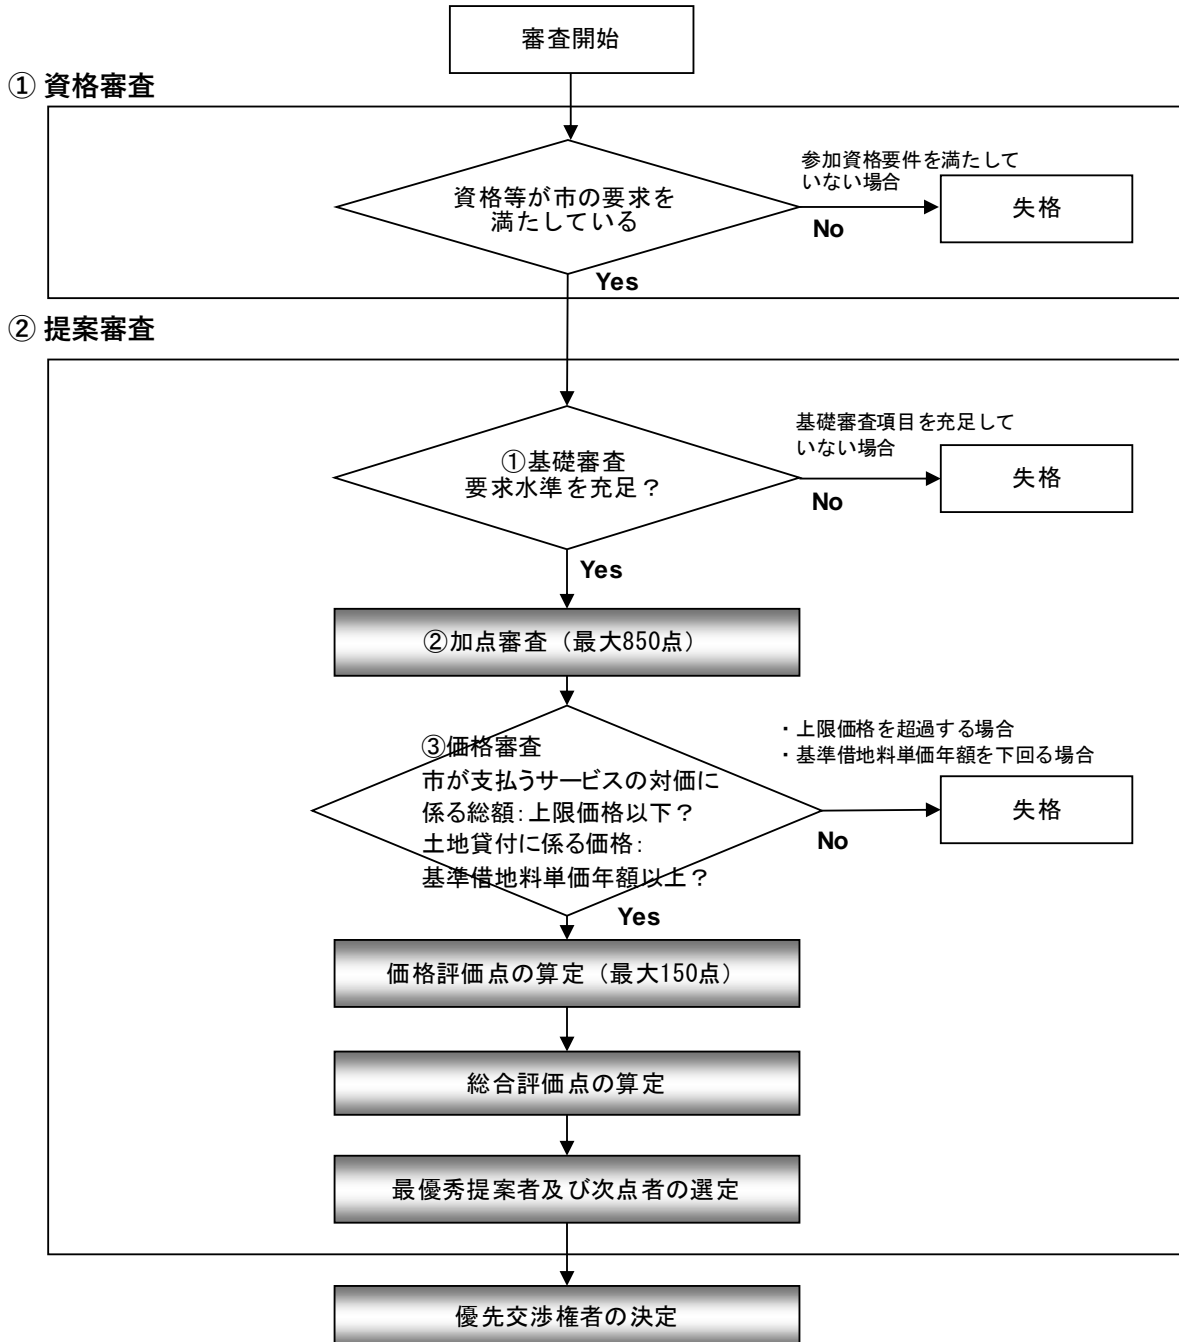 審査開始
① 資格審査
資格等が市の要求を
満たしている
参加資格要件を満たして
いない場合
No
失格
Yes
② 提案審査
①基礎審査
要求水準を充足？
基礎審査項目を充足して
いない場合
No
失格
Yes
②加点審査（最大850点）
③価格審査
市が支払うサービスの対価に
係る総額：上限価格以下？
土地貸付に係る価格：
基準借地料単価年額以上？
・上限価格を超過する場合
・基準借地料単価年額を下回る場合
No
失格
Yes
価格評価点の算定（最大150点）
総合評価点の算定
最優秀提案者及び次点者の選定
優先交渉権者の決定